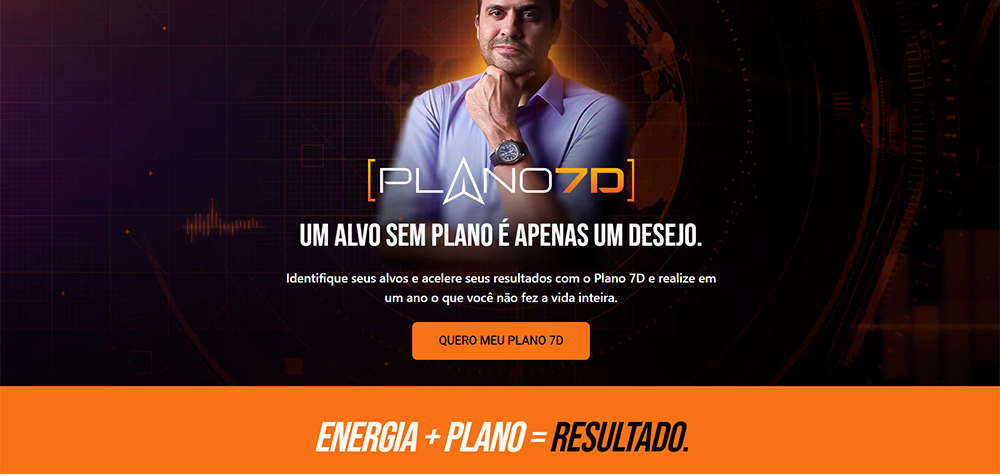 [PLANO7D]
UM ALVO SEM PLANO É APENAS UM DESEJO.
Identifique seus alvos e acelere seus resultados com o Plano 7D e realize em
um ano o que você não fez a vida inteira.
QUERO MEU PLANO 7D
ENERGIA + PLANO = RESULTADO.